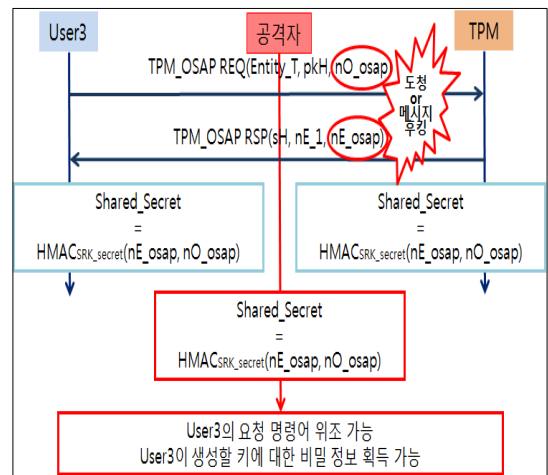 User3
공격자
TPM
TPM_OSAP REQ(Entity_T, pkH, nO_osap)
도청
or
메시지
후킹
TPM_OSAP RSP(sH, nE_1, nE_osap)
Shared_Secret
=
HMACSRK_secret(nE_osap, nO_osap)
Shared_Secret
=
HMACSRK_secret(nE_osap, nO_osap)
Shared_Secret
=
HMACSRK_secret(nE_osap, nO_osap)
User3의 요청 명령어 위조 가능
User3이 생성할 키에 대한 비밀 정보 획득 가능